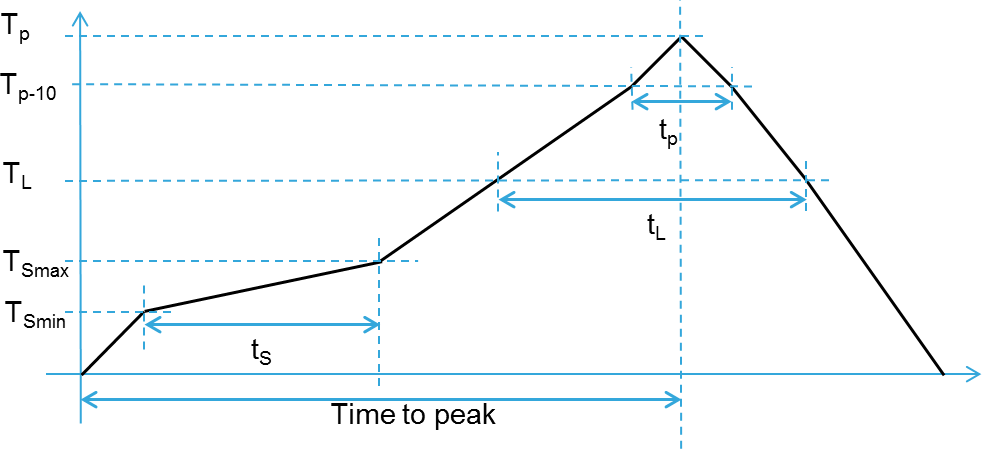 Tp
Tp-10
tp
TL
tL
TSmax
TSmin
tS
Time to peak